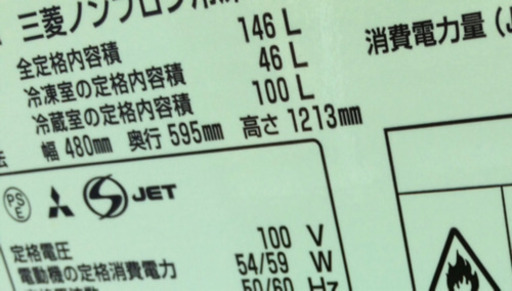 三菱ノンフロン冷
全定格内容積 146 L
冷凍室の定格内容積 46 L
冷蔵室の定格内容積 100 L
法 幅 480mm 奥行 595mm 高さ 1213mm
消費電力量 (J
PSE JET
定格電圧 100 V
電動機の定格消費電力 54/59 W
50/60 Hz